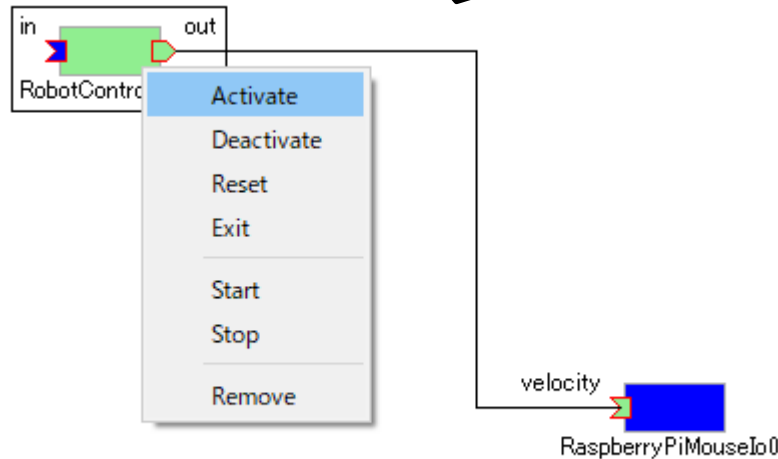 in
out
RobotContro
Activate
Deactivate
Reset
Exit
Start
Stop
Remove
velocity
RaspberryPiMouseIo0